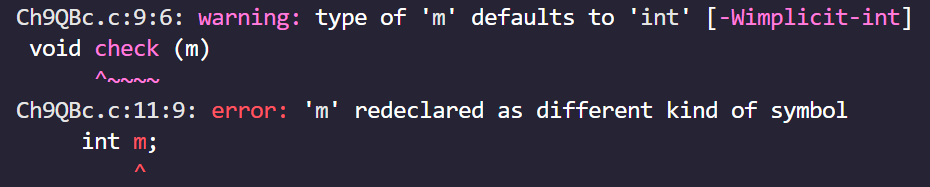 Ch9QBc.c:9:6: warning: type of 'm' defaults to 'int' [-Wimplicit-int]
 void check (m)
      ^~~~~
Ch9QBc.c:11:9: error: 'm' redeclared as different kind of symbol
     int m;
         ^